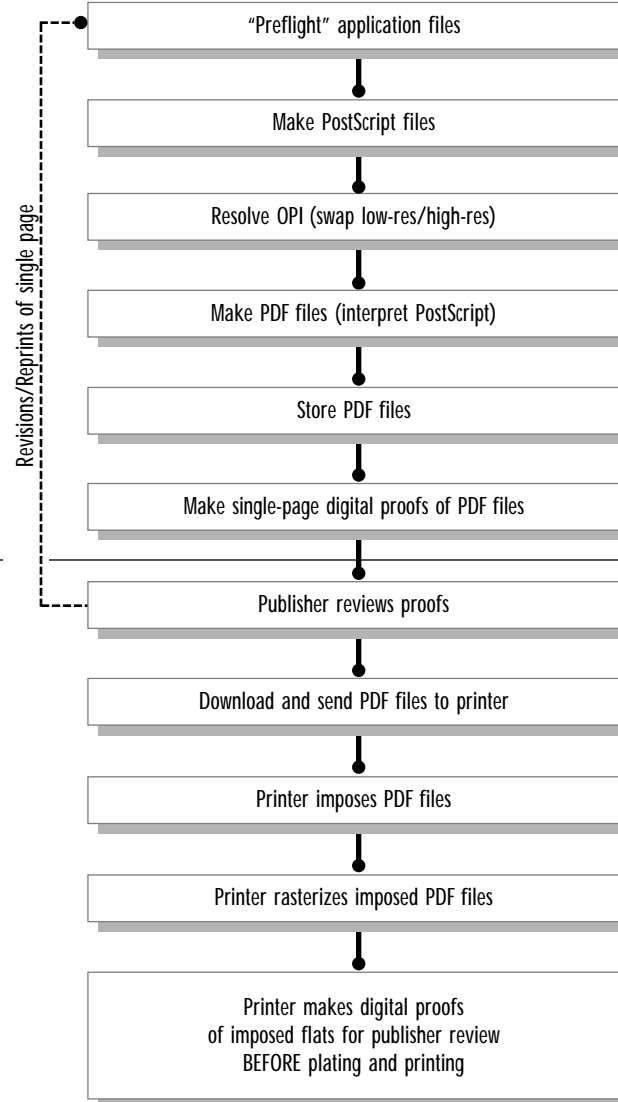 “Preflight” application files
Make PostScript files
Resolve OPI (swap low-res/high-res)
Make PDF files (interpret PostScript)
Store PDF files
Make single-page digital proofs of PDF files
Revisions/Reprints of single page
Publisher reviews proofs
Download and send PDF files to printer
Printer imposes PDF files
Printer rasterizes imposed PDF files
Printer makes digital proofs
of imposed flats for publisher review
BEFORE plating and printing